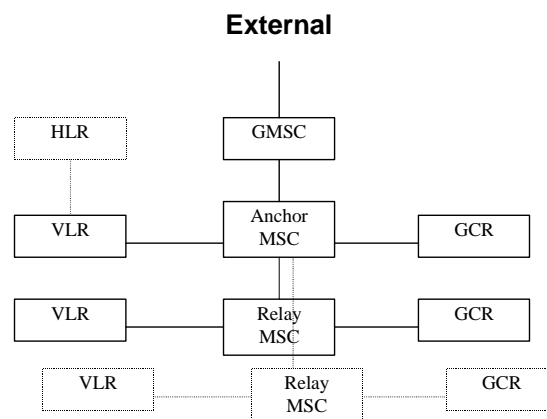 External
HLR
GMSC
VLR
Anchor
MSC
GCR
VLR
Relay
MSC
GCR
VLR
Relay
MSC
GCR